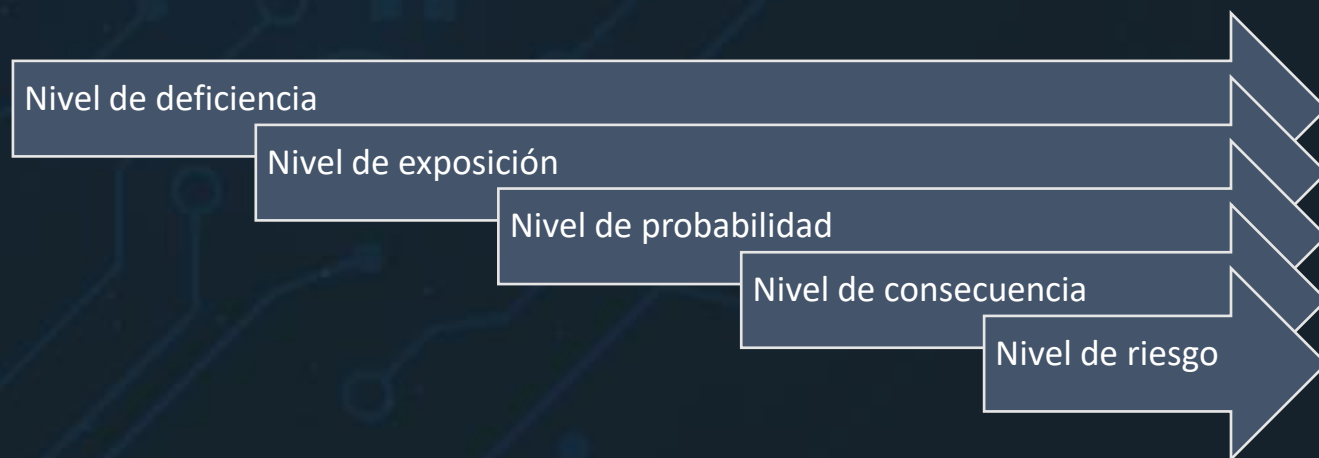 Nivel de deficiencia
Nivel de exposición
Nivel de probabilidad
Nivel de consecuencia
Nivel de riesgo